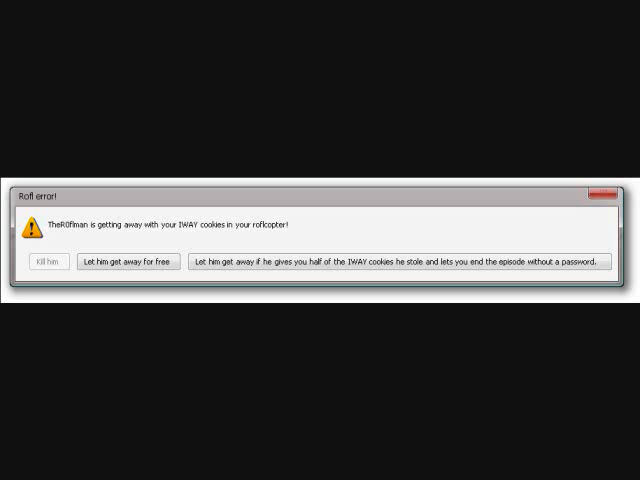 Rofl error!
TheR0flman is getting away with your IWAY cookies in your roflcopter!
Kill him
Let him get away for free
Let him get away if he gives you half of the IWAY cookies he stole and lets you end the episode without a password.